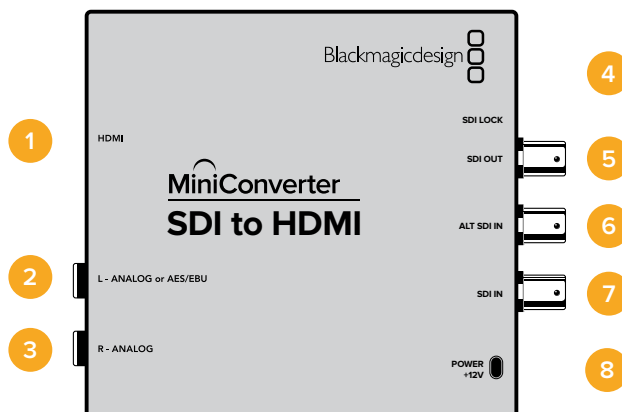 Blackmagicdesign
4
SDI LOCK
1
HDMI
SDI OUT
5
MiniConverter
SDI to HDMI
ALT SDI IN
6
2
L - ANALOG or AES/EBU
SDI IN
7
3
R - ANALOG
POWER
+12V
8